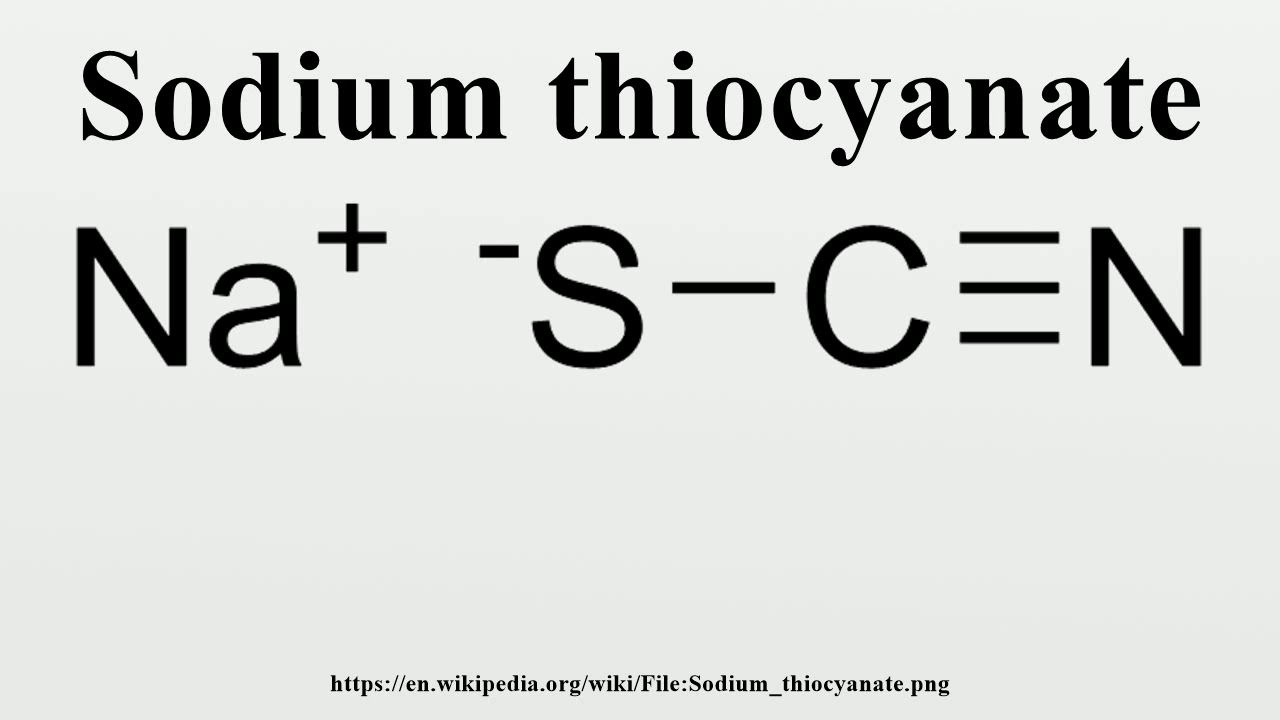 Sodium thiocyanate
Na+ -S—C≡N
https://en.wikipedia.org/wiki/File:Sodium_thiocyanate.png